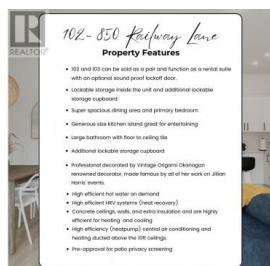 REALTOR®
102- 850 Railway Lane
Property Features
• 102 and 103 can be sold as a pair and function as a rental suite
with an optional sound proof lockoff door.
• Lockable storage inside the unit and additional lockable
storage cupboard
• Super spacious dining area and primary bedroom
• Generous size kitchen island great for entertaining
• Large bathroom with floor to ceiling tile
• Additional lockable storage cupboard
• Professional decorated by Vintage Origami Okanagan
renowned decorator, made famous by all of her work on Jillian
Harris' events.
• High efficient hot water on demand
• High efficient HRV systems (heat recovery)
• Concrete ceilings, walls, and extra insulation and are highly
efficient for heating and cooling
• High efficiency (heatpump) central air conditioning and
heating ducted above the 10ft ceilings.
• Pre-approval for patio privacy screening